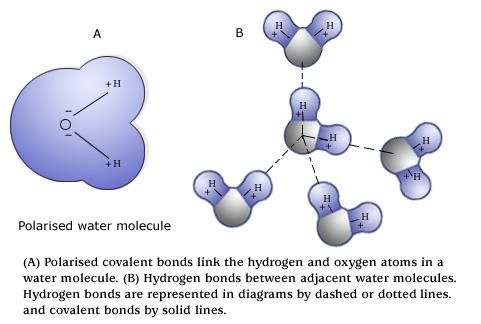 A
B
+H
−
O
−
+H
H
+
H
+
H
+
H
+
H
+
H
+
H
+
H
+
H
+
H
+
Polarised water molecule
(A) Polarised covalent bonds link the hydrogen and oxygen atoms in a
water molecule. (B) Hydrogen bonds between adjacent water molecules.
Hydrogen bonds are represented in diagrams by dashed or dotted lines.
and covalent bonds by solid lines.